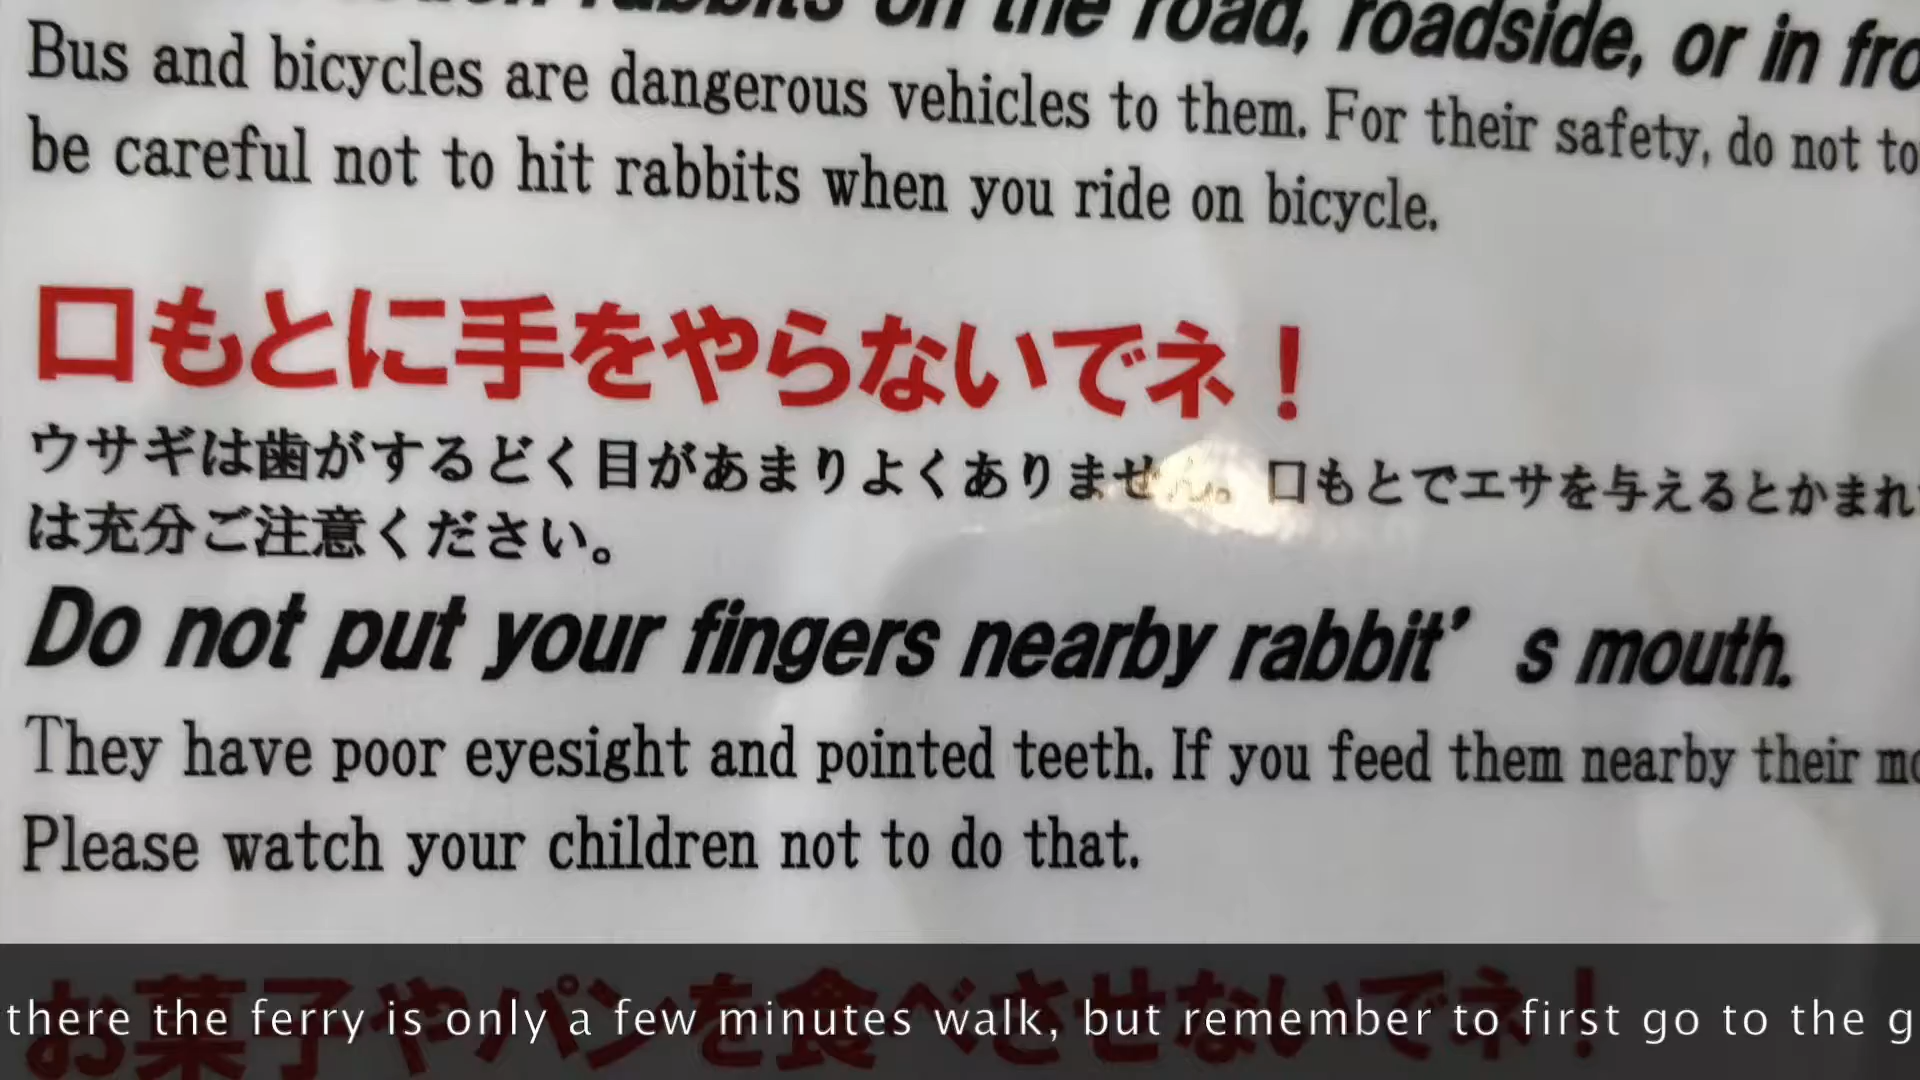 rabbits on the road, roadside, or in fro
Bus and bicycles are dangerous vehicles to them. For their safety, do not to
be careful not to hit rabbits when you ride on bicycle.
口もとに手をやらないでネ！
ウサギは歯がするどく目があまりよくありません。口もとでエサを与えるとかまれ
は充分ご注意ください。
Do not put your fingers nearby rabbit's mouth.
They have poor eyesight and pointed teeth. If you feed them nearby their mo
Please watch your children not to do that.
お菓子やパンを食べさせないでネ！
there the ferry is only a few minutes walk, but remember to first go to the g